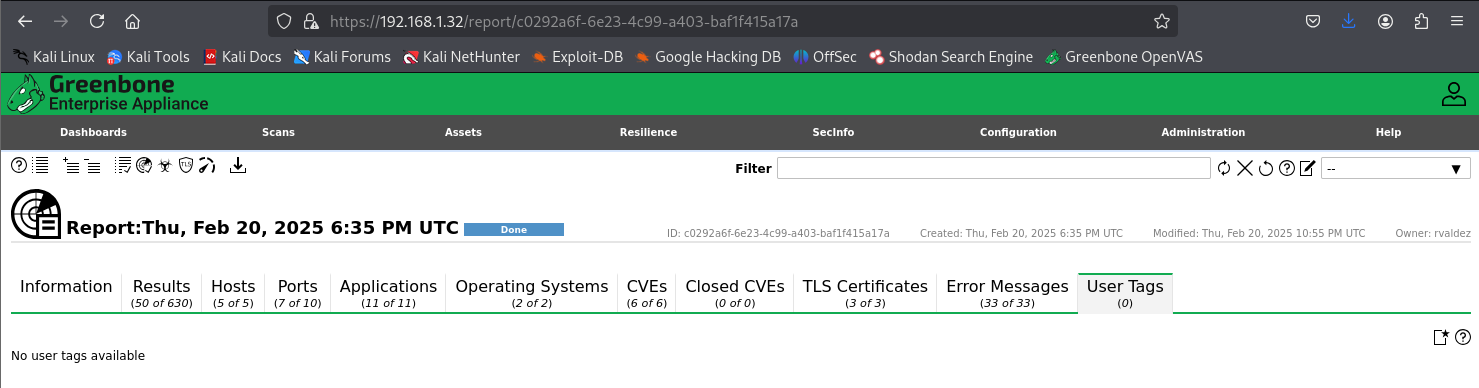 https://192.168.1.32/report/c0292a6f-6e23-4c99-a403-baf1f415a17a
Kali Linux Kali Tools Kali Docs Kali Forums Kali NetHunter Exploit-DB Google Hacking DB OffSec Shodan Search Engine Greenbone OpenVAS
Greenbone
Enterprise Appliance
Dashboards Scans Assets Resilience SecInfo Configuration Administration Help
TLS Filter --
Report:Thu, Feb 20, 2025 6:35 PM UTC Done ID: c0292a6f-6e23-4c99-a403-baf1f415a17a Created: Thu, Feb 20, 2025 6:35 PM UTC Modified: Thu, Feb 20, 2025 10:55 PM UTC Owner: rvaldez
Information Results Hosts Ports Applications Operating Systems CVEs Closed CVEs TLS Certificates Error Messages User Tags
(50 of 630) (5 of 5) (7 of 10) (11 of 11) (2 of 2) (6 of 6) (0 of 0) (3 of 3) (33 of 33) (0)
No user tags available